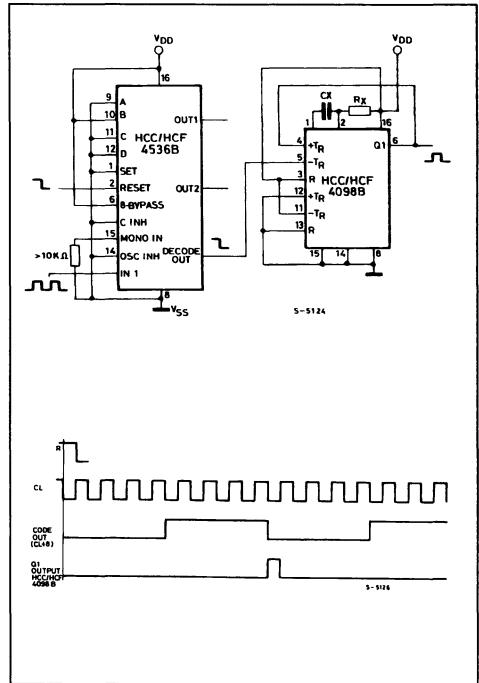 VDD
VDD
16
9 A
10 B
OUT1
11 C
12 D
1 SET
HCC/HCF
4536B
2 RESET
OUT2
6 8-BYPASS
C INH
15 MONO IN
>10KΩ
14 OSC INH
DECODE
OUT
IN 1
8
VSS
CX
RX
1
2
16
4 +TR
Q1 6
5 -TR
3 R
HCC/HCF
4098B
12 +TR
11 -TR
13 R
15
14
8
S-5124
R
CL
CODE
OUT
(CL÷8)
Q1
OUTPUT
HCC/HCF
4098 B
S-5126